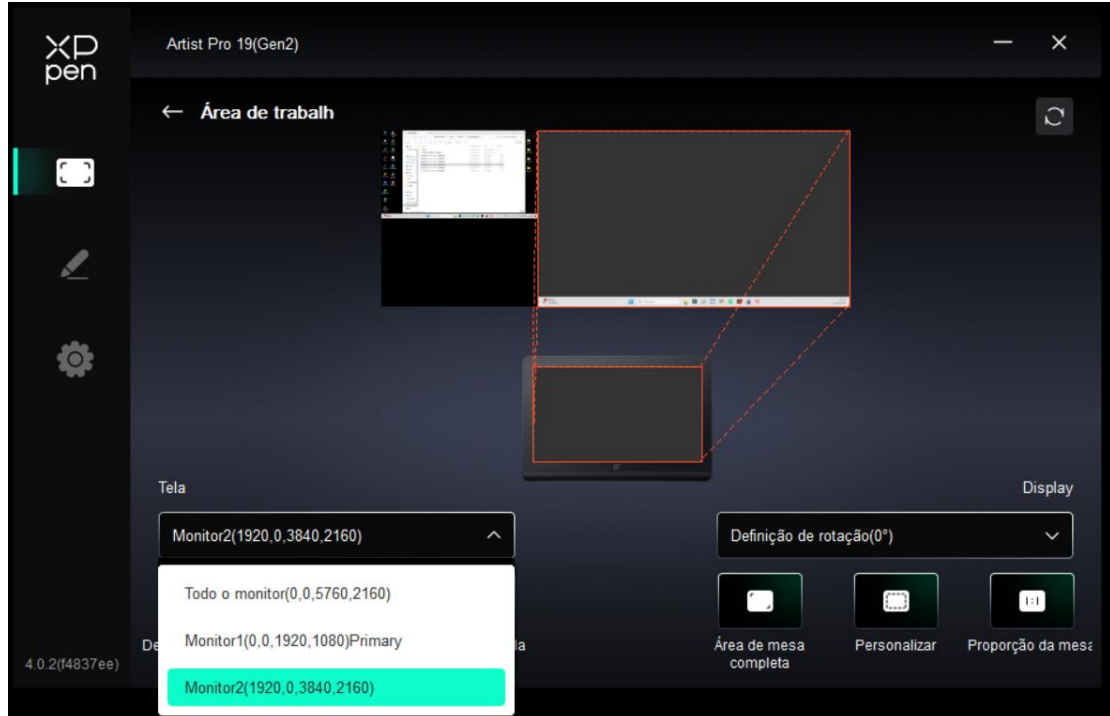 XP
pen
Artist Pro 19(Gen2)
Área de trabalh
Tela
Display
Monitor2(1920,0,3840,2160)
Definição de rotação(0°)
Todo o monitor(0,0,5760,2160)
Monitor1(0,0,1920,1080)Primary
Monitor2(1920,0,3840,2160)
Área de mesa
completa
Personalizar
Proporção da mesa
4.0.2(f4837ee)